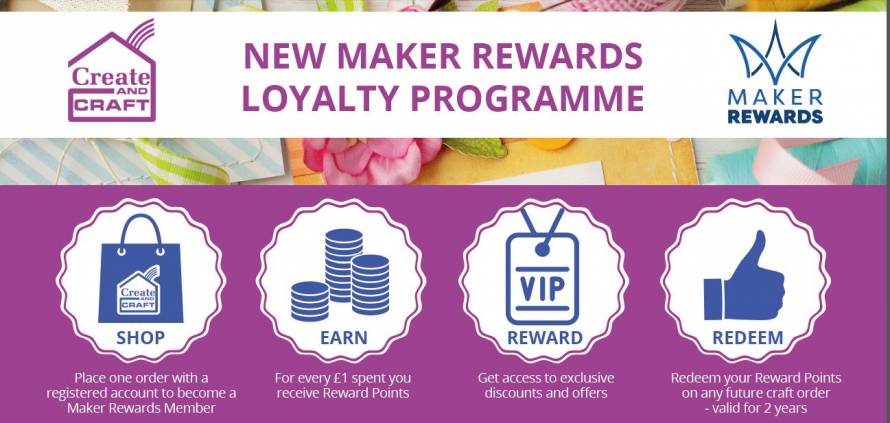 Create
AND
CRAFT
NEW MAKER REWARDS
LOYALTY PROGRAMME
MAKER
REWARDS
Create
AND
CRAFT
SHOP
Place one order with a
registered account to become a
Maker Rewards Member
EARN
For every £1 spent you
receive Reward Points
VIP
REWARD
Get access to exclusive
discounts and offers
REDEEM
Redeem your Reward Points
on any future craft order
- valid for 2 years